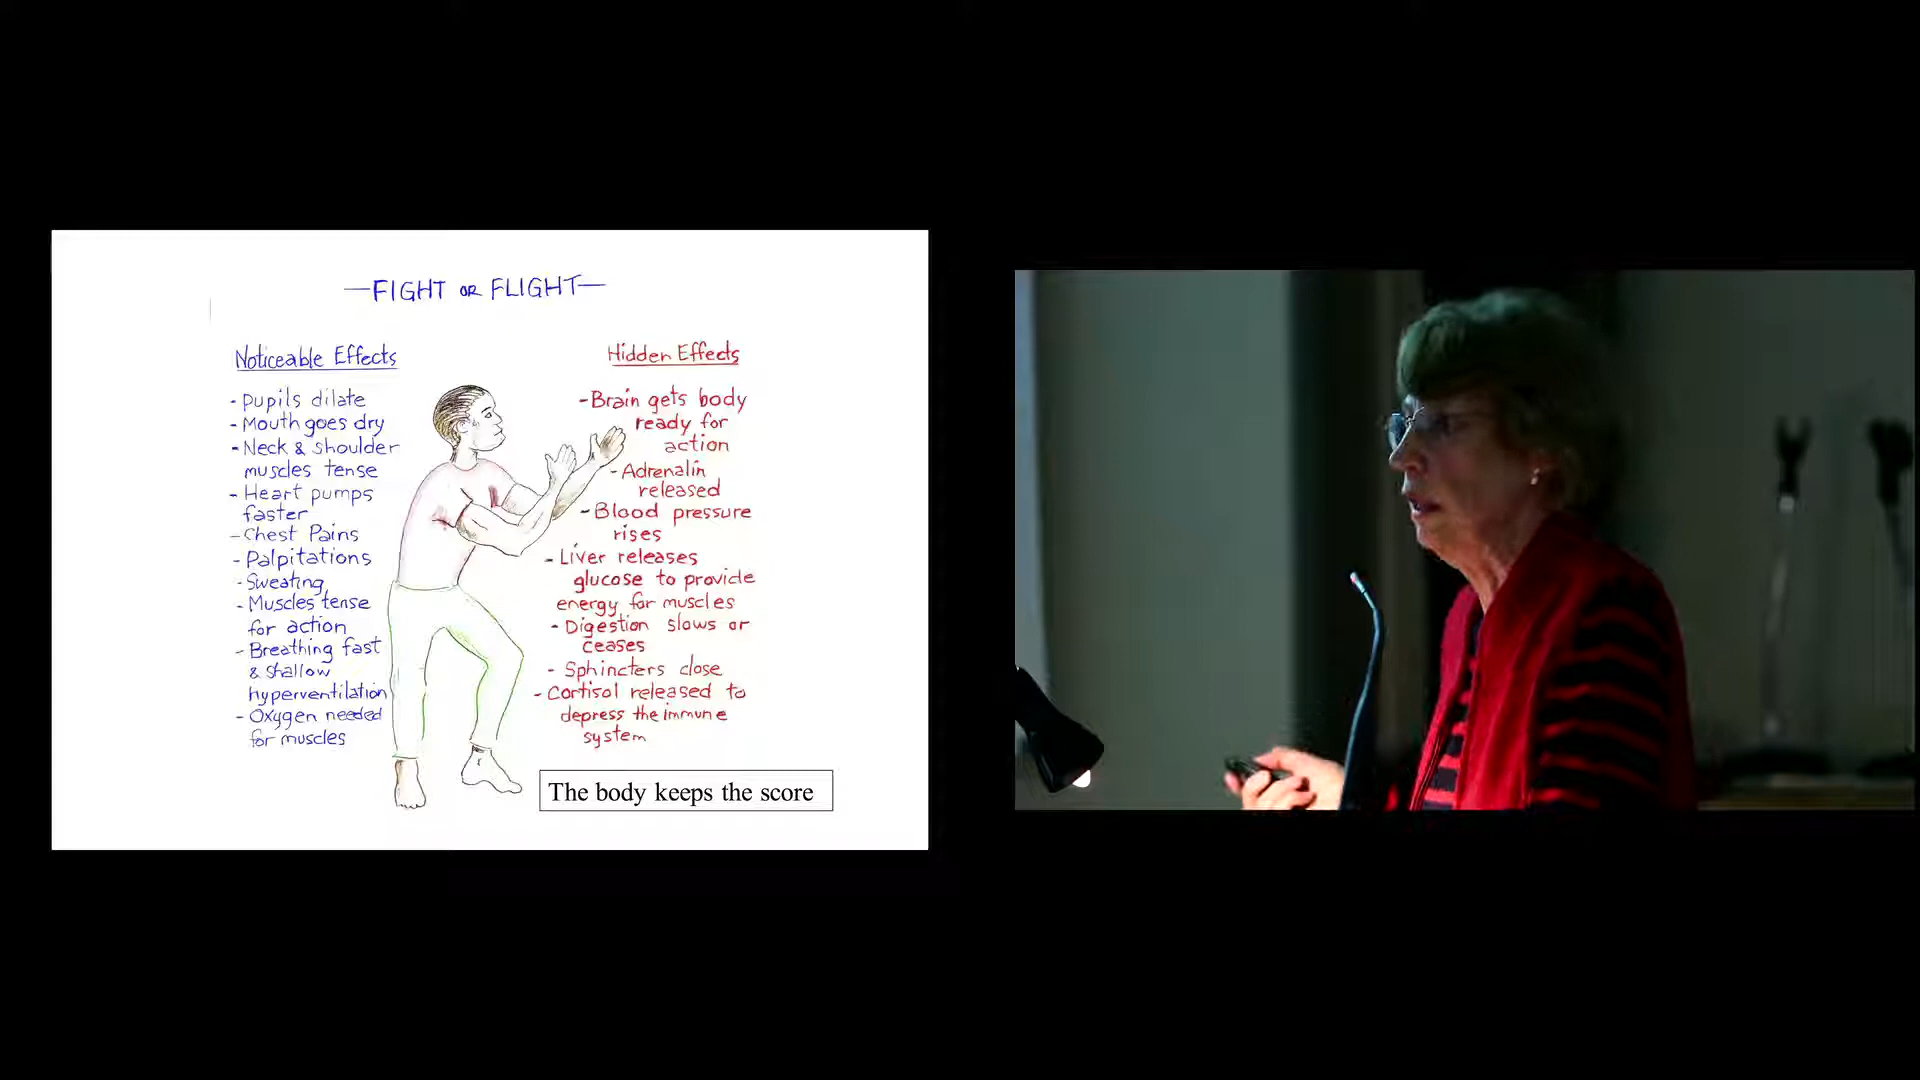 —FIGHT OR FLIGHT—
Noticeable Effects
- Pupils dilate
- Mouth goes dry
- Neck & shoulder
muscles tense
- Heart pumps
faster
- Chest Pains
- Palpitations
- Sweating
- Muscles tense
for action
- Breathing fast
& shallow
hyperventilation
- Oxygen needed
for muscles
Hidden Effects
- Brain gets body
ready for
action
- Adrenalin
released
- Blood pressure
rises
- Liver releases
glucose to provide
energy for muscles
- Digestion slows or
ceases
- Sphincters close
- Cortisol released to
depress the immune
system
The body keeps the score